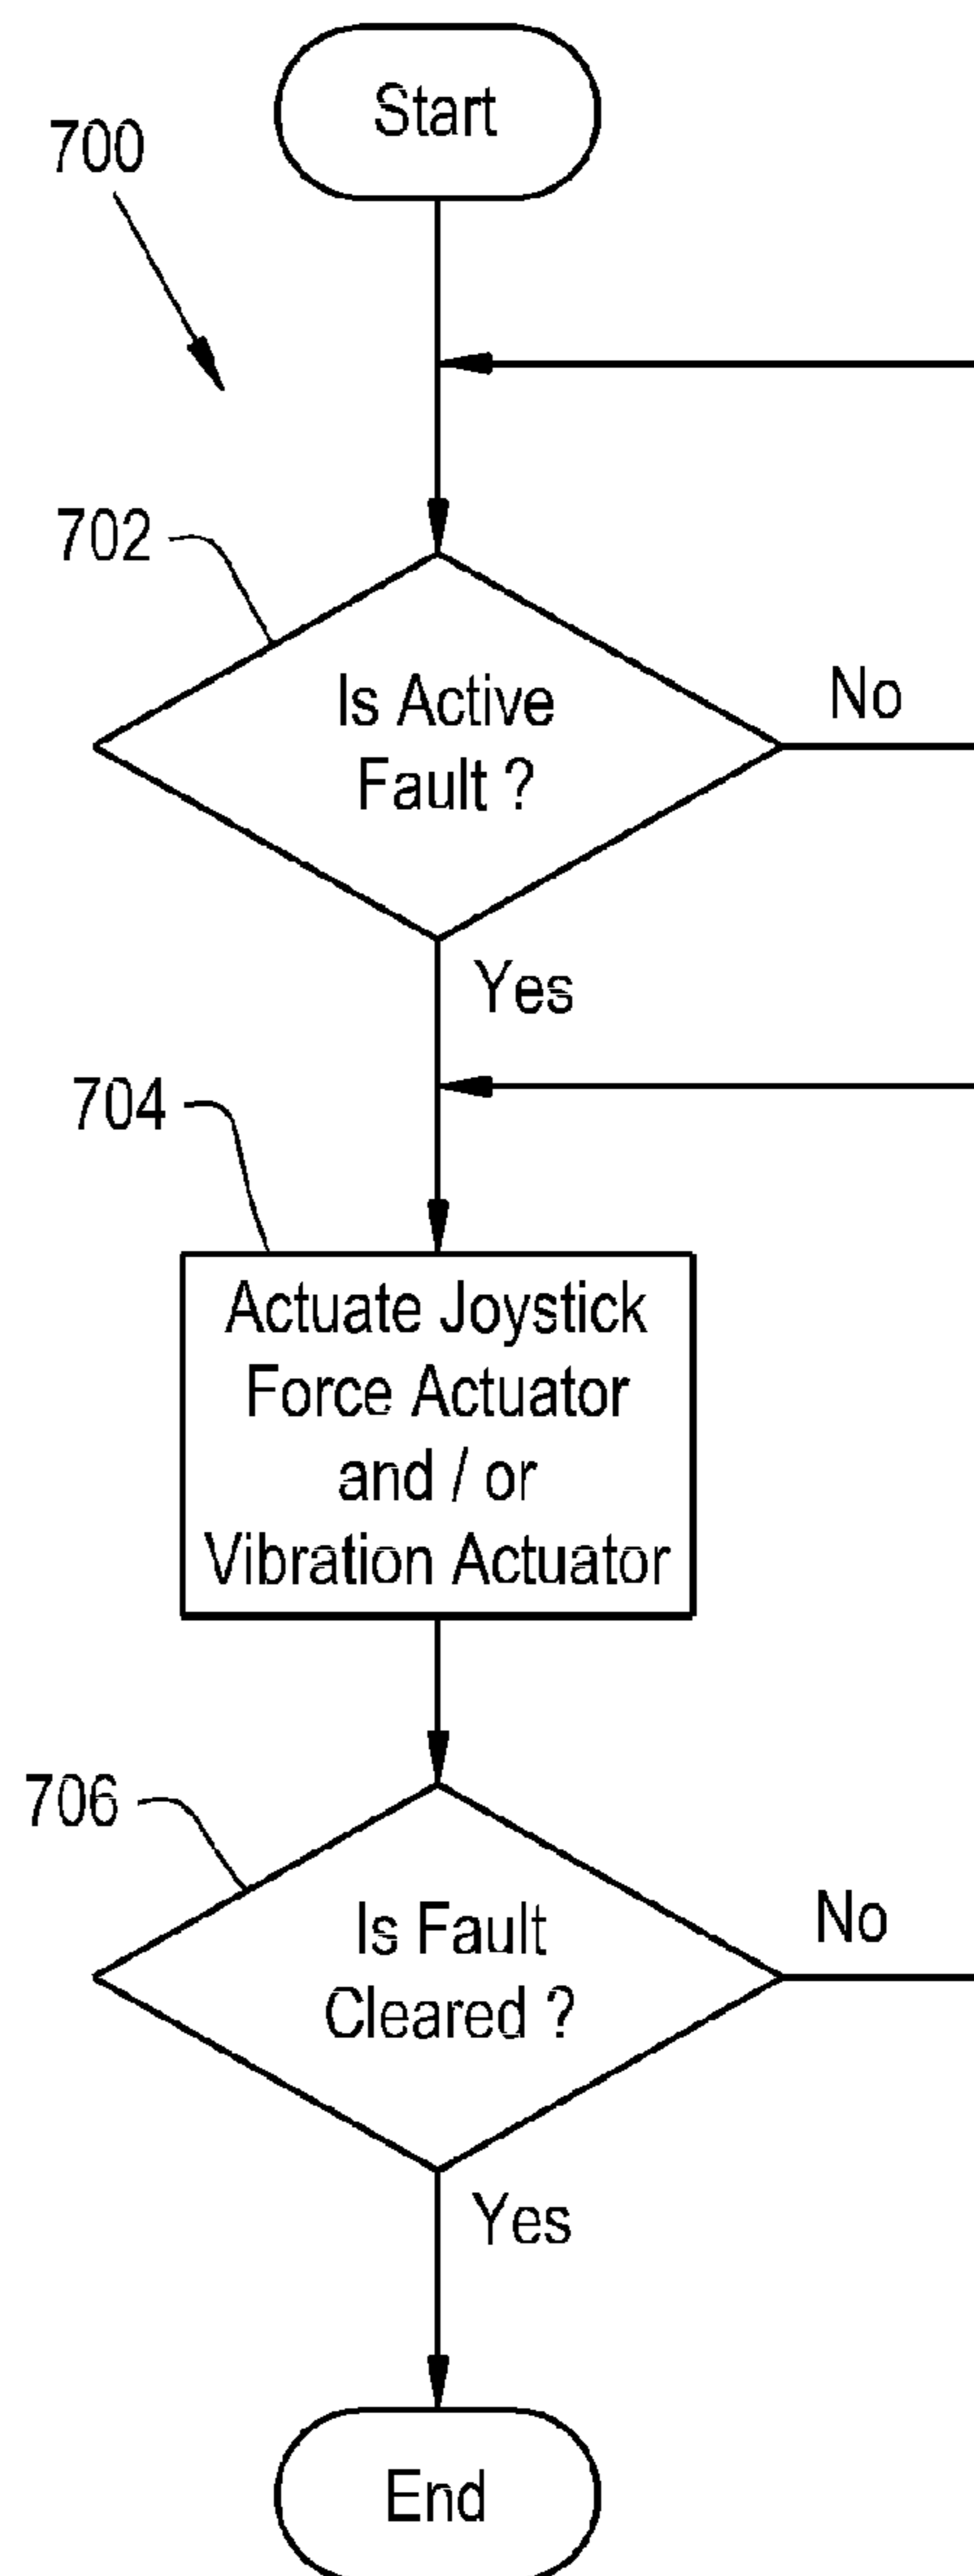 Start
700
702
Is Active
Fault ?
No
Yes
704
Actuate Joystick
Force Actuator
and / or
Vibration Actuator
706
Is Fault
Cleared ?
No
Yes
End